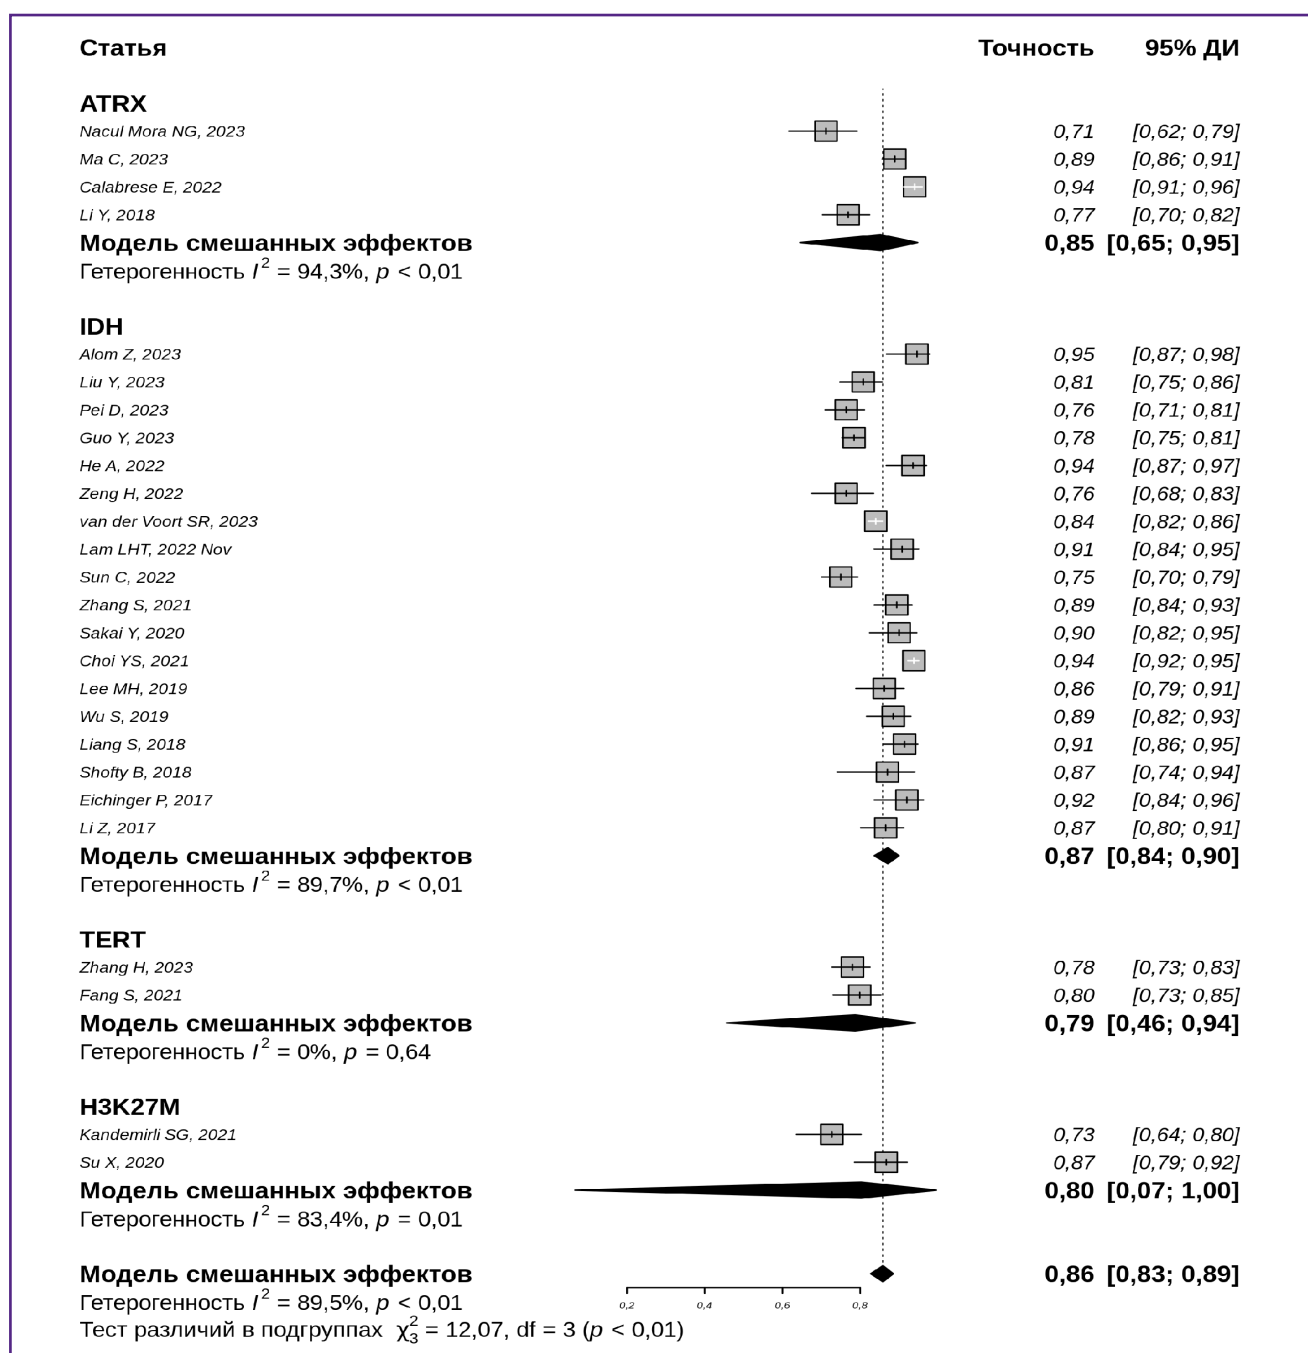 Статья Точность 95% ДИ
ATRX
Nacul Mora NG, 2023 0,71 [0,62; 0,79]
Ma C, 2023 0,89 [0,86; 0,91]
Calabrese E, 2022 0,94 [0,91; 0,96]
Li Y, 2018 0,77 [0,70; 0,82]
Модель смешанных эффектов 0,85 [0,65; 0,95]
Гетерогенность I² = 94,3%, p < 0,01
IDH
Alom Z, 2023 0,95 [0,87; 0,98]
Liu Y, 2023 0,81 [0,75; 0,86]
Pei D, 2023 0,76 [0,71; 0,81]
Guo Y, 2023 0,78 [0,75; 0,81]
He A, 2022 0,94 [0,87; 0,97]
Zeng H, 2022 0,76 [0,68; 0,83]
van der Voort SR, 2023 0,84 [0,82; 0,86]
Lam LHT, 2022 Nov 0,91 [0,84; 0,95]
Sun C, 2022 0,75 [0,70; 0,79]
Zhang S, 2021 0,89 [0,84; 0,93]
Sakai Y, 2020 0,90 [0,82; 0,95]
Choi YS, 2021 0,94 [0,92; 0,95]
Lee MH, 2019 0,86 [0,79; 0,91]
Wu S, 2019 0,89 [0,82; 0,93]
Liang S, 2018 0,91 [0,86; 0,95]
Shofty B, 2018 0,87 [0,74; 0,94]
Eichinger P, 2017 0,92 [0,84; 0,96]
Li Z, 2017 0,87 [0,80; 0,91]
Модель смешанных эффектов 0,87 [0,84; 0,90]
Гетерогенность I² = 89,7%, p < 0,01
TERT
Zhang H, 2023 0,78 [0,73; 0,83]
Fang S, 2021 0,80 [0,73; 0,85]
Модель смешанных эффектов 0,79 [0,46; 0,94]
Гетерогенность I² = 0%, p = 0,64
H3K27M
Kandemirli SG, 2021 0,73 [0,64; 0,80]
Su X, 2020 0,87 [0,79; 0,92]
Модель смешанных эффектов 0,80 [0,07; 1,00]
Гетерогенность I² = 83,4%, p = 0,01
Модель смешанных эффектов 0,86 [0,83; 0,89]
Гетерогенность I² = 89,5%, p < 0,01
0,2 0,4 0,6 0,8
Тест различий в подгруппах χ²₃ = 12,07, df = 3 (p < 0,01)